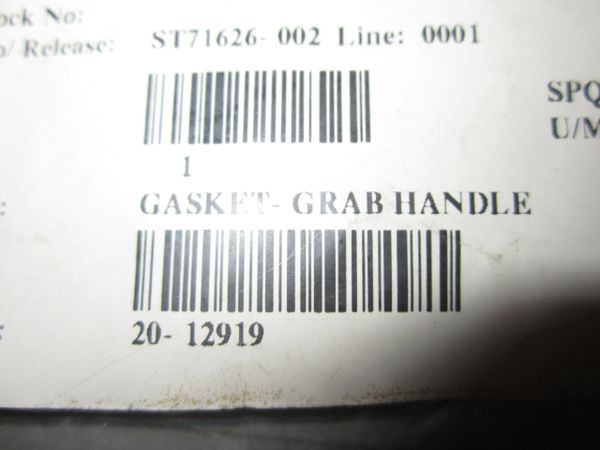 ock No:
o/ Release: ST71626- 002 Line: 0001
SPQ
U/M
1
: GASKET- GRAB HANDLE
: 20- 12919